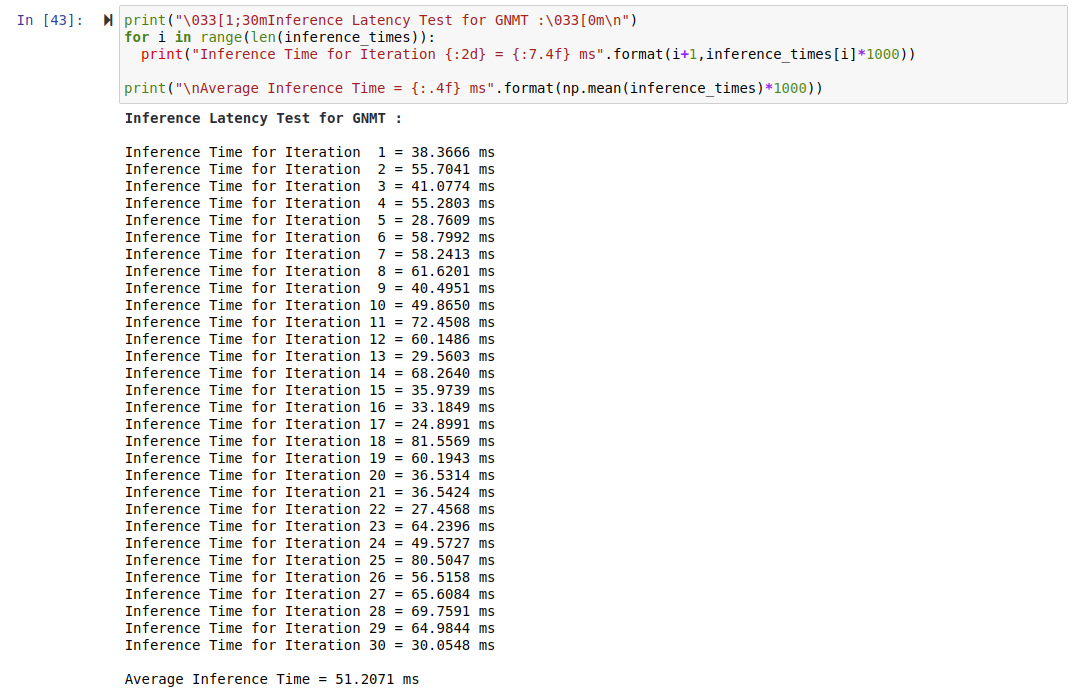 In [43]:
print("\033[1;30mInference Latency Test for GNMT :\033[0m\n")
for i in range(len(inference_times)):
  print("Inference Time for Iteration {:2d} = {:7.4f} ms".format(i+1,inference_times[i]*1000))

print("\nAverage Inference Time = {:.4f} ms".format(np.mean(inference_times)*1000))
Inference Latency Test for GNMT :

Inference Time for Iteration  1 = 38.3666 ms
Inference Time for Iteration  2 = 55.7041 ms
Inference Time for Iteration  3 = 41.0774 ms
Inference Time for Iteration  4 = 55.2803 ms
Inference Time for Iteration  5 = 28.7609 ms
Inference Time for Iteration  6 = 58.7992 ms
Inference Time for Iteration  7 = 58.2413 ms
Inference Time for Iteration  8 = 61.6201 ms
Inference Time for Iteration  9 = 40.4951 ms
Inference Time for Iteration 10 = 49.8650 ms
Inference Time for Iteration 11 = 72.4508 ms
Inference Time for Iteration 12 = 60.1486 ms
Inference Time for Iteration 13 = 29.5603 ms
Inference Time for Iteration 14 = 68.2640 ms
Inference Time for Iteration 15 = 35.9739 ms
Inference Time for Iteration 16 = 33.1849 ms
Inference Time for Iteration 17 = 24.8991 ms
Inference Time for Iteration 18 = 81.5569 ms
Inference Time for Iteration 19 = 60.1943 ms
Inference Time for Iteration 20 = 36.5314 ms
Inference Time for Iteration 21 = 36.5424 ms
Inference Time for Iteration 22 = 27.4568 ms
Inference Time for Iteration 23 = 64.2396 ms
Inference Time for Iteration 24 = 49.5727 ms
Inference Time for Iteration 25 = 80.5047 ms
Inference Time for Iteration 26 = 56.5158 ms
Inference Time for Iteration 27 = 65.6084 ms
Inference Time for Iteration 28 = 69.7591 ms
Inference Time for Iteration 29 = 64.9844 ms
Inference Time for Iteration 30 = 30.0548 ms

Average Inference Time = 51.2071 ms